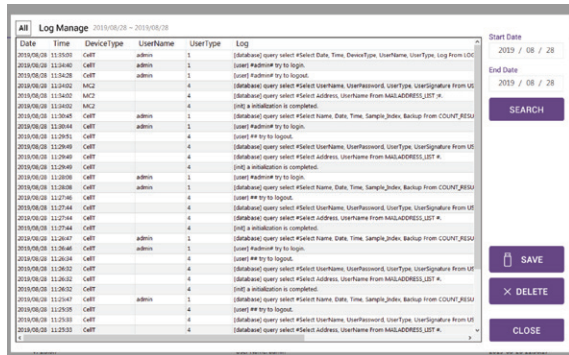 All Log Manage 2019/08/28 ~ 2019/08/28
Date Time DeviceType UserName UserType Log
2019/08/28 11:35:03 CellT admin 1 [database] query select #Select Date, Time, DeviceType, UserName, UserType, Log From LOG
2019/08/28 11:34:40 CellT admin 1 [user] #admin# try to login.
2019/08/28 11:34:28 CellT admin 1 [user] #admin# try to logout.
2019/08/28 11:34:02 MC2 4 [database] query select #Select UserName, UserPassword, UserType, UserSignature From US
2019/08/28 11:34:02 MC2 4 [database] query select #Select Address, UserName From MAILADDRESS_LIST #.
2019/08/28 11:34:02 MC2 4 [init] a initialization is completed.
2019/08/28 11:30:45 CellT admin 1 [database] query select #Select Name, Date, Time, Sample_Index, Backup From COUNT_RESU
2019/08/28 11:30:44 CellT admin 1 [user] #admin# try to login.
2019/08/28 11:29:51 CellT 4 [user] ## try to logout.
2019/08/28 11:29:49 CellT 4 [database] query select #Select UserName, UserPassword, UserType, UserSignature From US
2019/08/28 11:29:49 CellT 4 [database] query select #Select Address, UserName From MAILADDRESS_LIST #.
2019/08/28 11:29:49 CellT 4 [init] a initialization is completed.
2019/08/28 11:28:08 CellT admin 1 [user] #admin# try to login.
2019/08/28 11:28:08 CellT admin 1 [database] query select #Select Name, Date, Time, Sample_Index, Backup From COUNT_RESU
2019/08/28 11:27:46 CellT 4 [user] ## try to logout.
2019/08/28 11:27:44 CellT 4 [database] query select #Select UserName, UserPassword, UserType, UserSignature From US
2019/08/28 11:27:44 CellT 4 [database] query select #Select Address, UserName From MAILADDRESS_LIST #.
2019/08/28 11:27:44 CellT 4 [init] a initialization is completed.
2019/08/28 11:26:47 CellT admin 1 [database] query select #Select Name, Date, Time, Sample_Index, Backup From COUNT_RESU
2019/08/28 11:26:46 CellT admin 1 [user] #admin# try to login.
2019/08/28 11:26:34 CellT 4 [user] ## try to logout.
2019/08/28 11:26:32 CellT 4 [database] query select #Select UserName, UserPassword, UserType, UserSignature From US
2019/08/28 11:26:32 CellT 4 [database] query select #Select Address, UserName From MAILADDRESS_LIST #.
2019/08/28 11:26:32 CellT 4 [init] a initialization is completed.
2019/08/28 11:25:47 CellT admin 1 [database] query select #Select Name, Date, Time, Sample_Index, Backup From COUNT_RESU
2019/08/28 11:25:35 CellT 4 [user] ## try to logout.
2019/08/28 11:25:33 CellT 4 [database] query select #Select UserName, UserPassword, UserType, UserSignature From US
2019/08/28 11:25:33 CellT 4 [database] query select #Select Address, UserName From MAILADDRESS_LIST #.
Start Date
2019 / 08 / 28
End Date
2019 / 08 / 28
SEARCH
SAVE
× DELETE
CLOSE